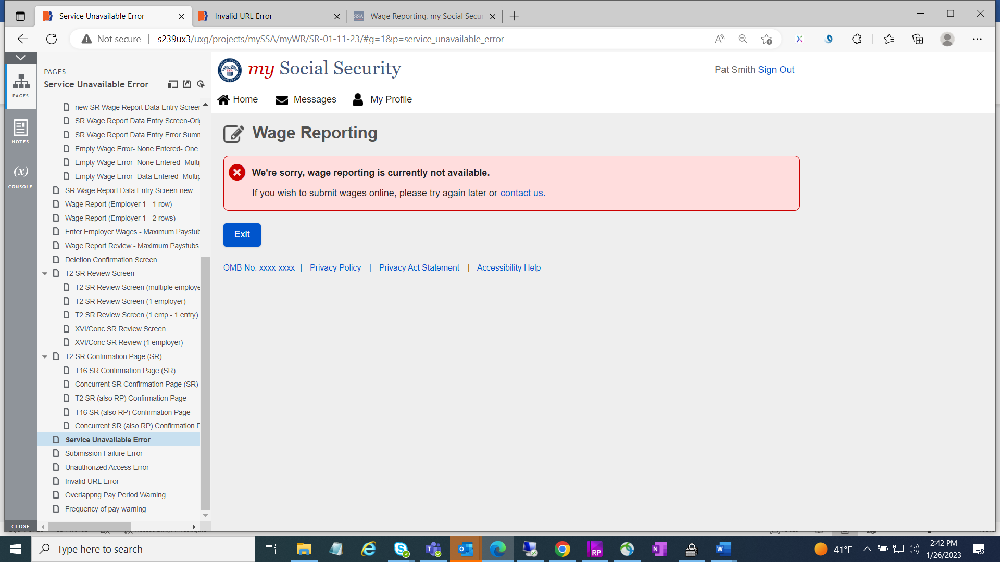 Service Unavailable Error
Invalid URL Error
SSA Wage Reporting, my Social Secu
Not secure | s239ux3/uxg/projects/mySSA/myWR/SR-01-11-23/#g=1&p=service_unavailable_error
PAGES
NOTES
(x)
CONSOLE
CLOSE
PAGES
Service Unavailable Error
new SR Wage Report Data Entry Screen
SR Wage Report Data Entry Screen-Orig
SR Wage Report Data Entry Error Summ
Empty Wage Error- None Entered- One
Empty Wage Error- None Entered- Multi
Empty Wage Error- Data Entered- Multip
SR Wage Report Data Entry Screen-new
Wage Report (Employer 1 - 1 row)
Wage Report (Employer 1 - 2 rows)
Enter Employer Wages - Maximum Paystub
Wage Report Review - Maximum Paystubs
Deletion Confirmation Screen
T2 SR Review Screen
T2 SR Review Screen (multiple employe
T2 SR Review Screen (1 employer)
T2 SR Review Screen (1 emp - 1 entry)
XVI/Conc SR Review Screen
XVI/Conc SR Review (1 employer)
T2 SR Confirmation Page (SR)
T16 SR Confirmation Page (SR)
Concurrent SR Confirmation Page (SR)
T2 SR (also RP) Confirmation Page
T16 SR (also RP) Confirmation Page
Concurrent SR (also RP) Confirmation P
Service Unavailable Error
Submission Failure Error
Unauthorized Access Error
Invalid URL Error
Overlappng Pay Period Warning
Frequency of pay warning
my Social Security
Pat Smith Sign Out
Home Messages My Profile
Wage Reporting
We're sorry, wage reporting is currently not available.
If you wish to submit wages online, please try again later or contact us.
Exit
OMB No. xxxx-xxxx | Privacy Policy | Privacy Act Statement | Accessibility Help
Type here to search
RP
41°F
2:42 PM
1/26/2023